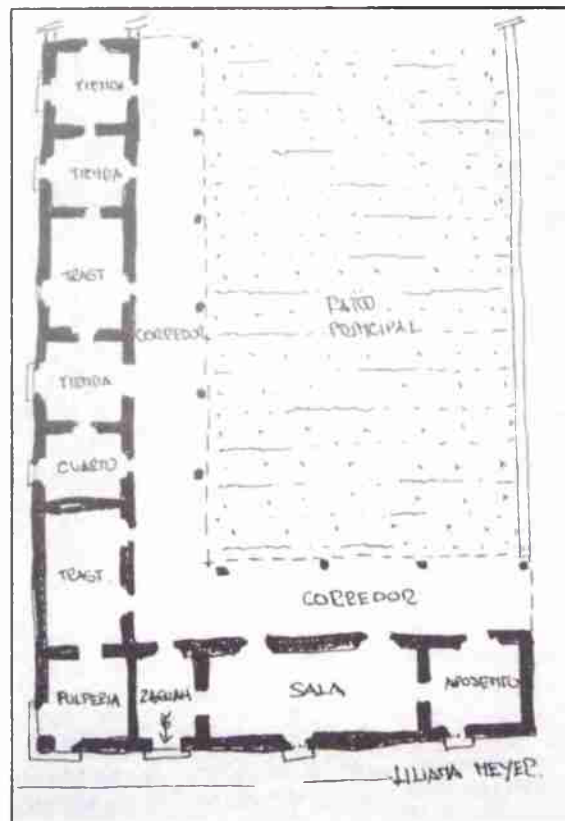 TIENDA
TIENDA
TRAST
CORREDOR
PATIO
PRINCIPAL
TIENDA
CUARTO
TRAST
CORREDOR
PULPERIA
ZAGUAN
SALA
APOSENTO
LILIANA MEYER.